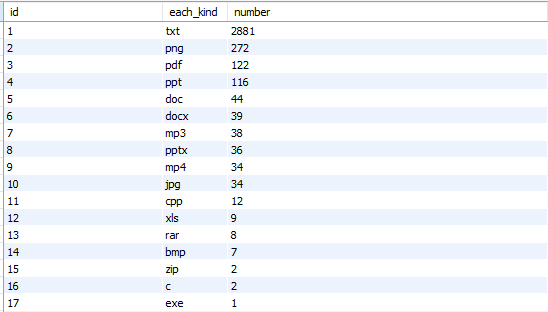 id each_kind number
1 txt 2881
2 png 272
3 pdf 122
4 ppt 116
5 doc 44
6 docx 39
7 mp3 38
8 pptx 36
9 mp4 34
10 jpg 34
11 cpp 12
12 xls 9
13 rar 8
14 bmp 7
15 zip 2
16 c 2
17 exe 1